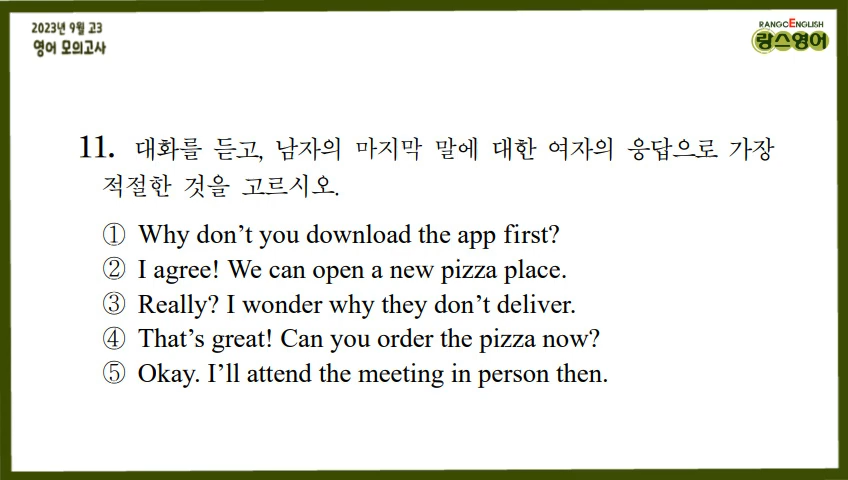 2023년 9월 고3
영어 모의고사
RANGOENGLISH
랑스영어
11. 대화를 듣고, 남자의 마지막 말에 대한 여자의 응답으로 가장
적절한 것을 고르시오.
① Why don’t you download the app first?
② I agree! We can open a new pizza place.
③ Really? I wonder why they don’t deliver.
④ That’s great! Can you order the pizza now?
⑤ Okay. I’ll attend the meeting in person then.